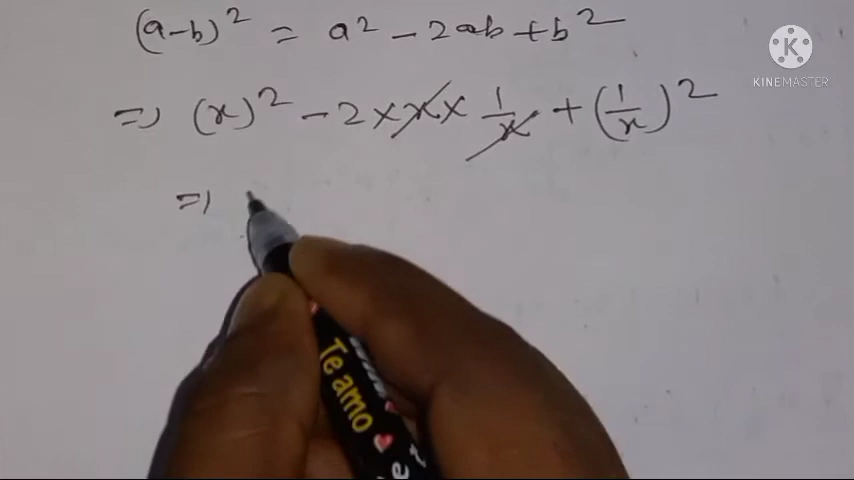 (a-b)² = a² - 2ab + b²
K
KINEMASTER
⇒ (x)² - 2 × x × 1/x + (1/x)²
⇒
Te amo